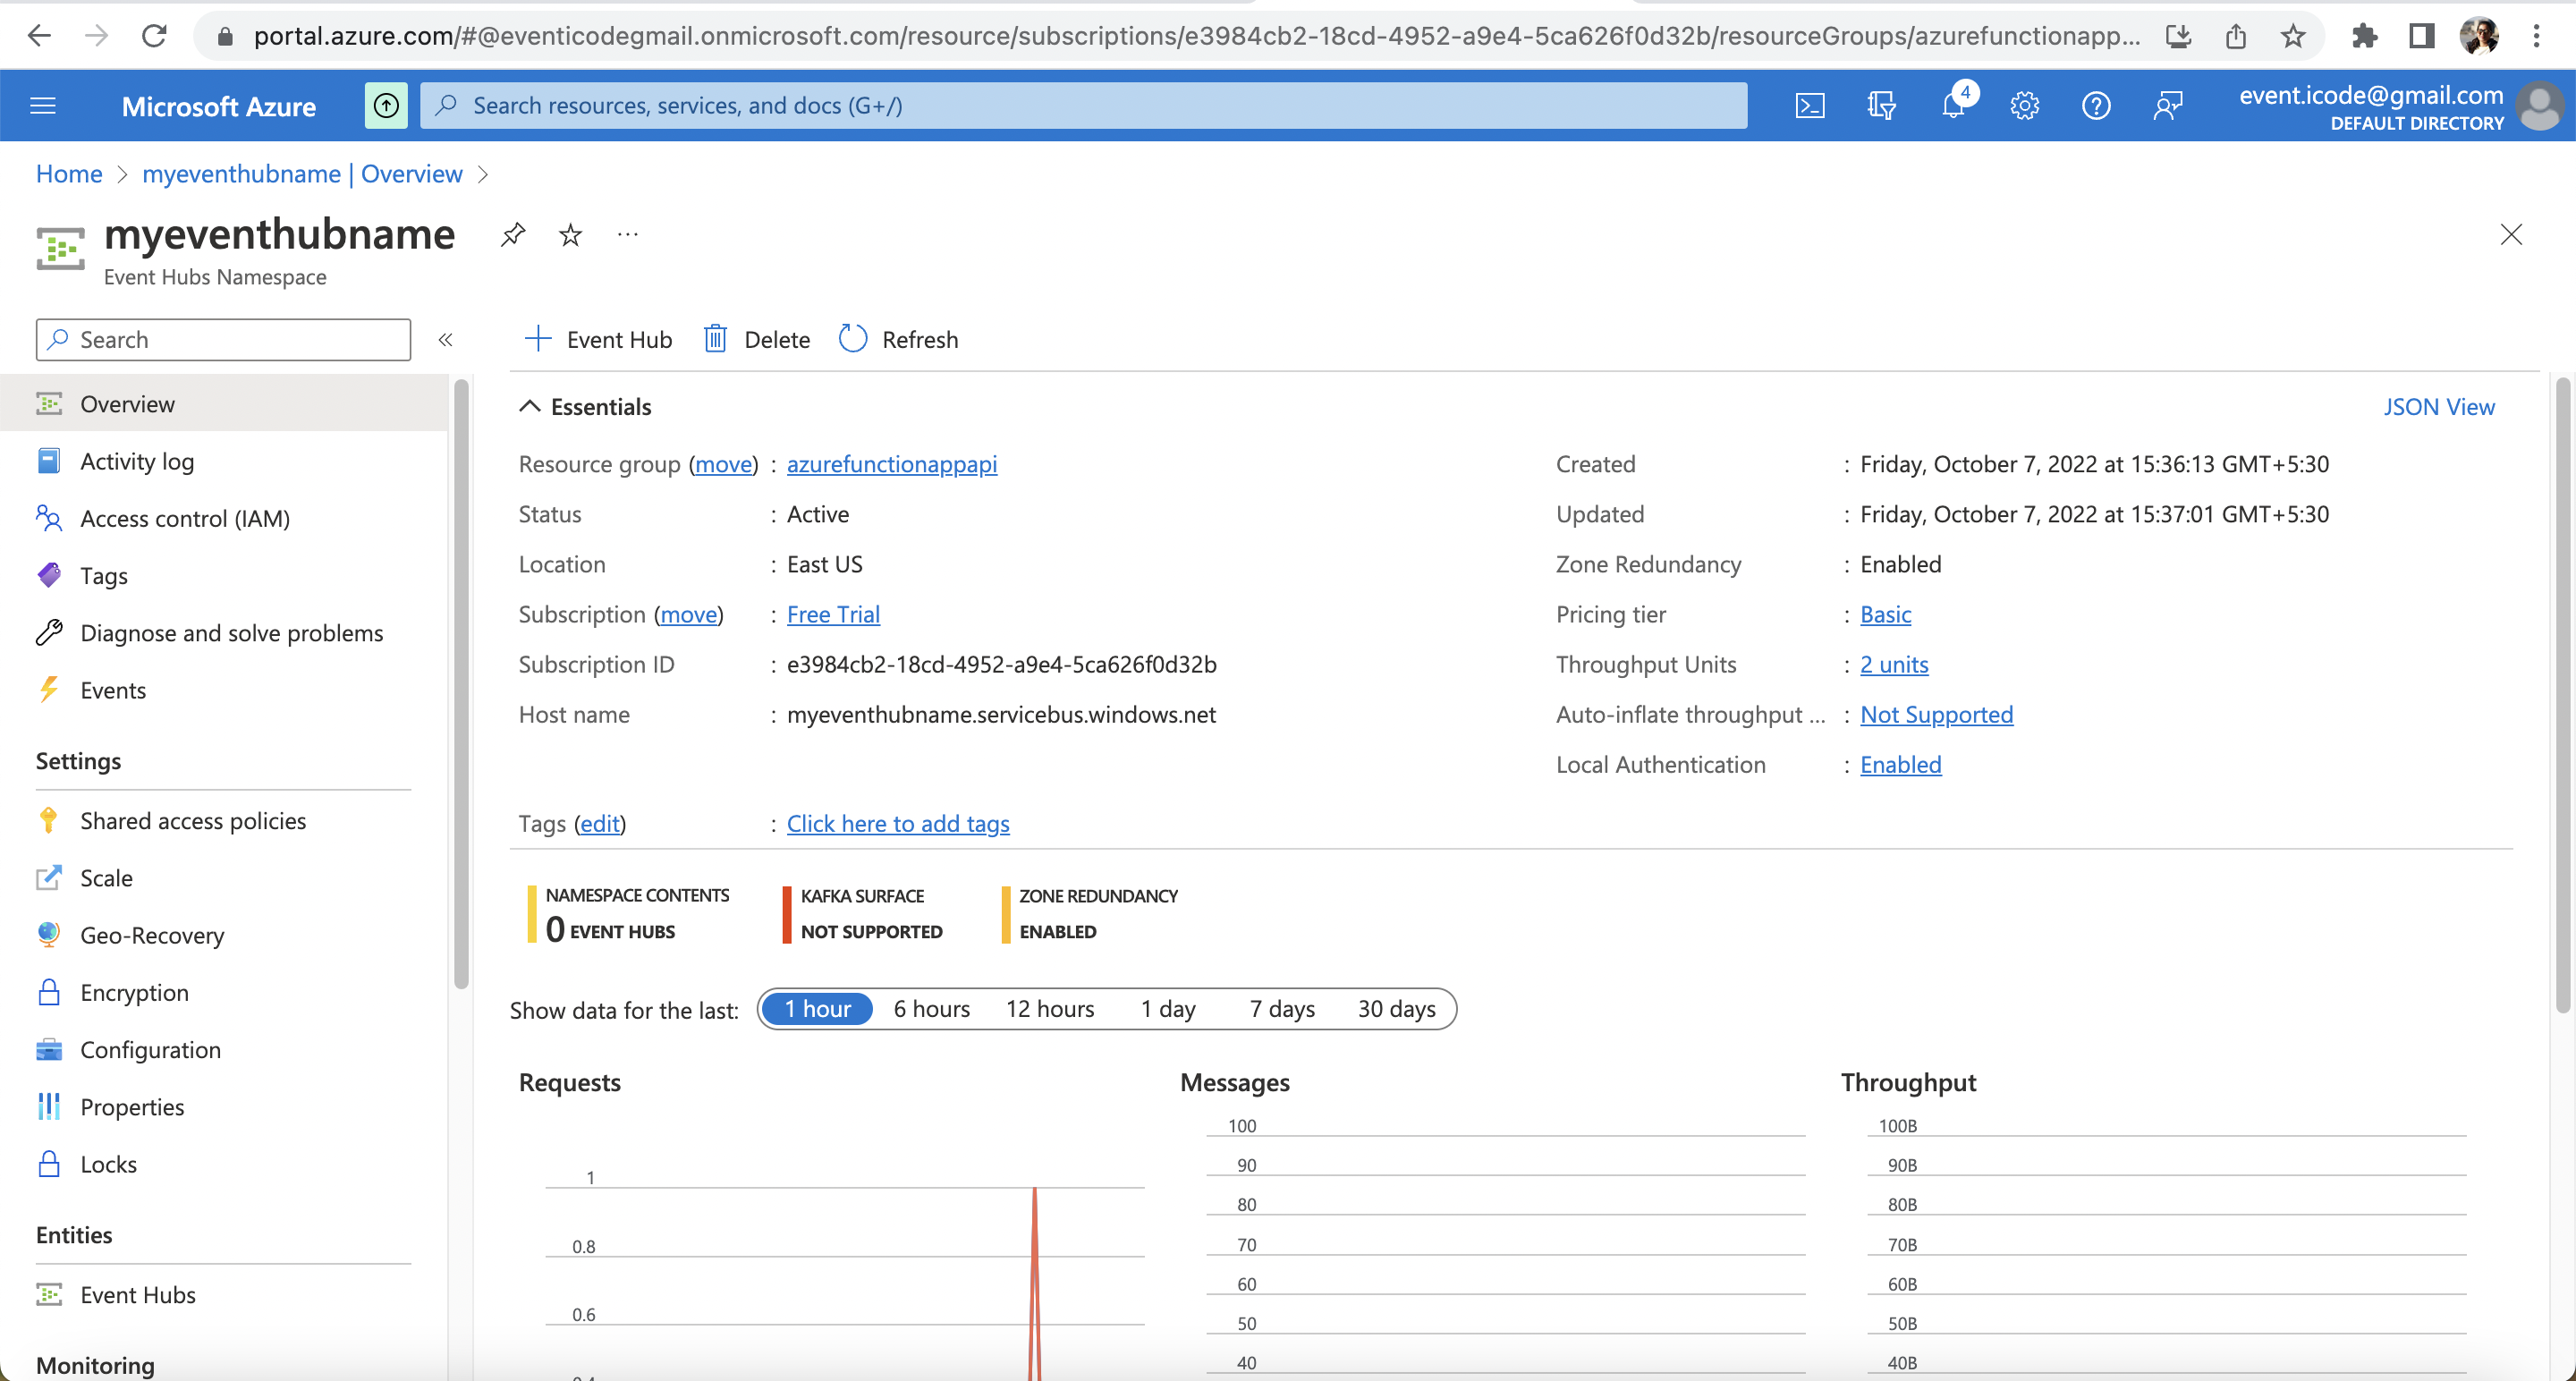 portal.azure.com/#@eventicodegmail.onmicrosoft.com/resource/subscriptions/e3984cb2-18cd-4952-a9e4-5ca626f0d32b/resourceGroups/azurefunctionapp...
Microsoft Azure
Search resources, services, and docs (G+/)
4
event.icode@gmail.com
DEFAULT DIRECTORY
Home > myeventhubname | Overview >
myeventhubname
Event Hubs Namespace
Search
«
Event Hub
Delete
Refresh
Overview
Activity log
Access control (IAM)
Tags
Diagnose and solve problems
Events
Settings
Shared access policies
Scale
Geo-Recovery
Encryption
Configuration
Properties
Locks
Entities
Event Hubs
Monitoring
Essentials
JSON View
Resource group (move) : azurefunctionappapi
Status : Active
Location : East US
Subscription (move) : Free Trial
Subscription ID : e3984cb2-18cd-4952-a9e4-5ca626f0d32b
Host name : myeventhubname.servicebus.windows.net
Created : Friday, October 7, 2022 at 15:36:13 GMT+5:30
Updated : Friday, October 7, 2022 at 15:37:01 GMT+5:30
Zone Redundancy : Enabled
Pricing tier : Basic
Throughput Units : 2 units
Auto-inflate throughput ... : Not Supported
Local Authentication : Enabled
Tags (edit) : Click here to add tags
NAMESPACE CONTENTS
0 EVENT HUBS
KAFKA SURFACE
NOT SUPPORTED
ZONE REDUNDANCY
ENABLED
Show data for the last: 1 hour 6 hours 12 hours 1 day 7 days 30 days
Requests
1
0.8
0.6
Messages
100
90
80
70
60
50
40
Throughput
100B
90B
80B
70B
60B
50B
40B